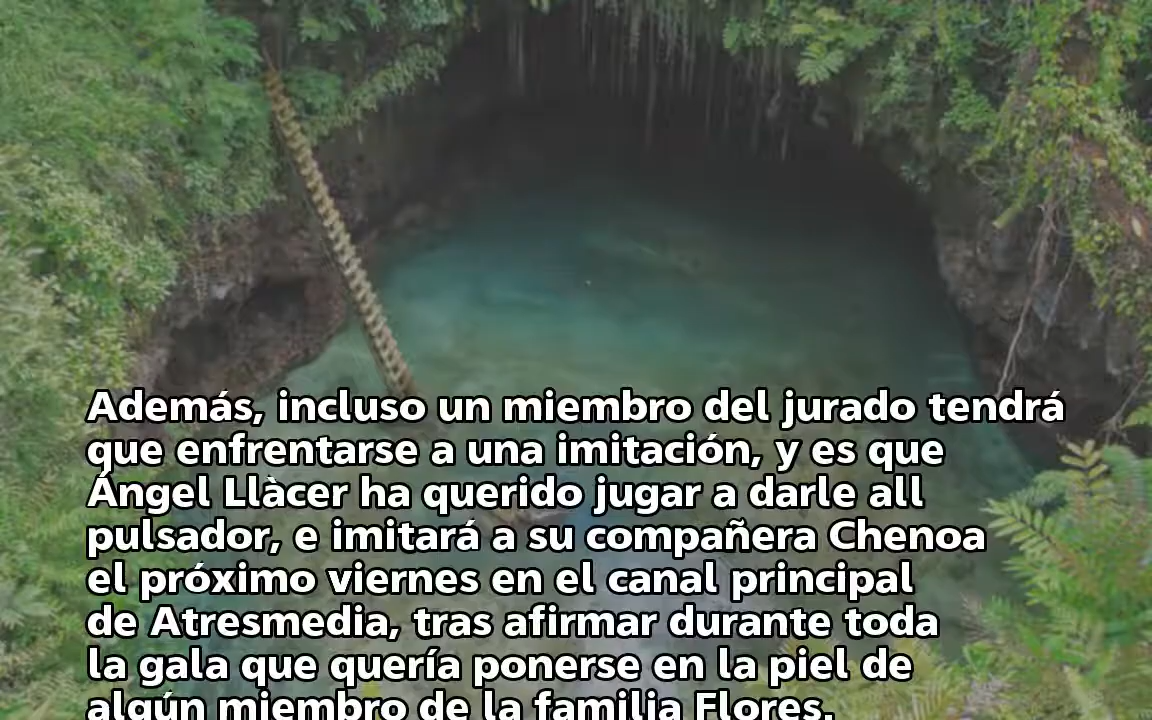 Además, incluso un miembro del jurado tendrá
que enfrentarse a una imitación, y es que
Ángel Llàcer ha querido jugar a darle all
pulsador, e imitará a su compañera Chenoa
el próximo viernes en el canal principal
de Atresmedia, tras afirmar durante toda
la gala que quería ponerse en la piel de
algún miembro de la familia Flores.